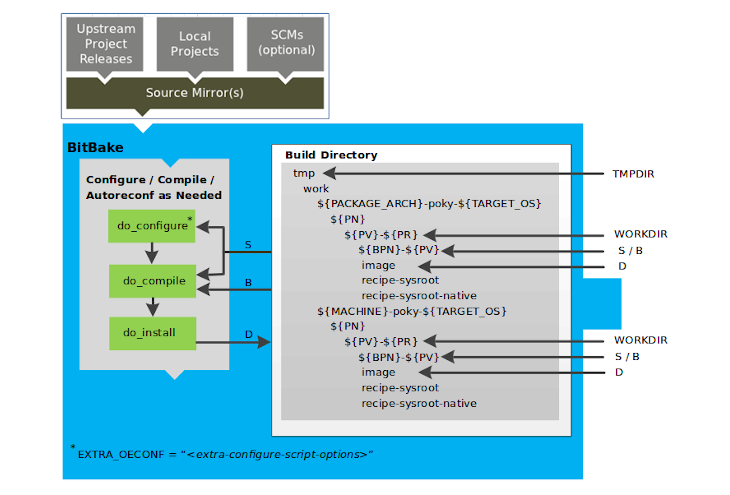 Upstream
Project
Releases
Local
Projects
SCMs
(optional)
Source Mirror(s)
BitBake
Configure / Compile /
Autoreconf as Needed
do_configure*
do_compile
do_install
S
B
D
Build Directory
tmp
work
${PACKAGE_ARCH}-poky-${TARGET_OS}
${PN}
${PV}-${PR}
${BPN}-${PV}
image
recipe-sysroot
recipe-sysroot-native
${MACHINE}-poky-${TARGET_OS}
${PN}
${PV}-${PR}
${BPN}-${PV}
image
recipe-sysroot
recipe-sysroot-native
TMPDIR
WORKDIR
S / B
D
WORKDIR
S / B
D
*EXTRA_OECONF = "<extra-configure-script-options>"